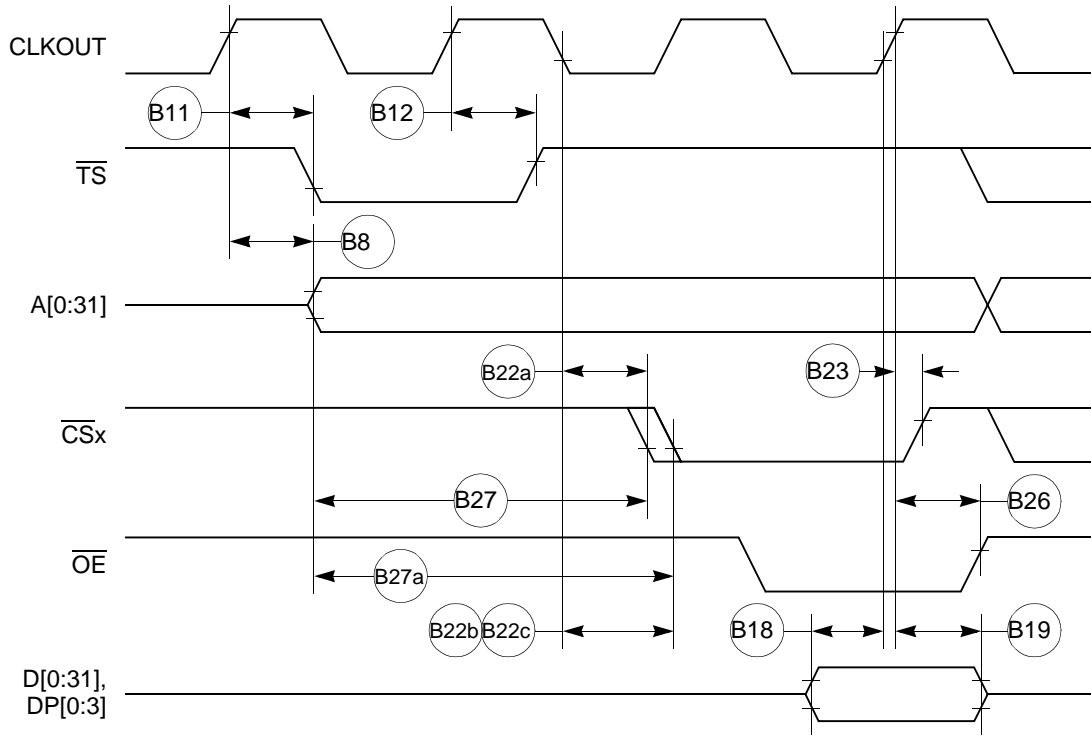 CLKOUT
B11
B12
TS
B8
A[0:31]
B22a
B23
CSx
B27
B26
OE
B27a
B22b B22c
B18
B19
D[0:31],
DP[0:3]